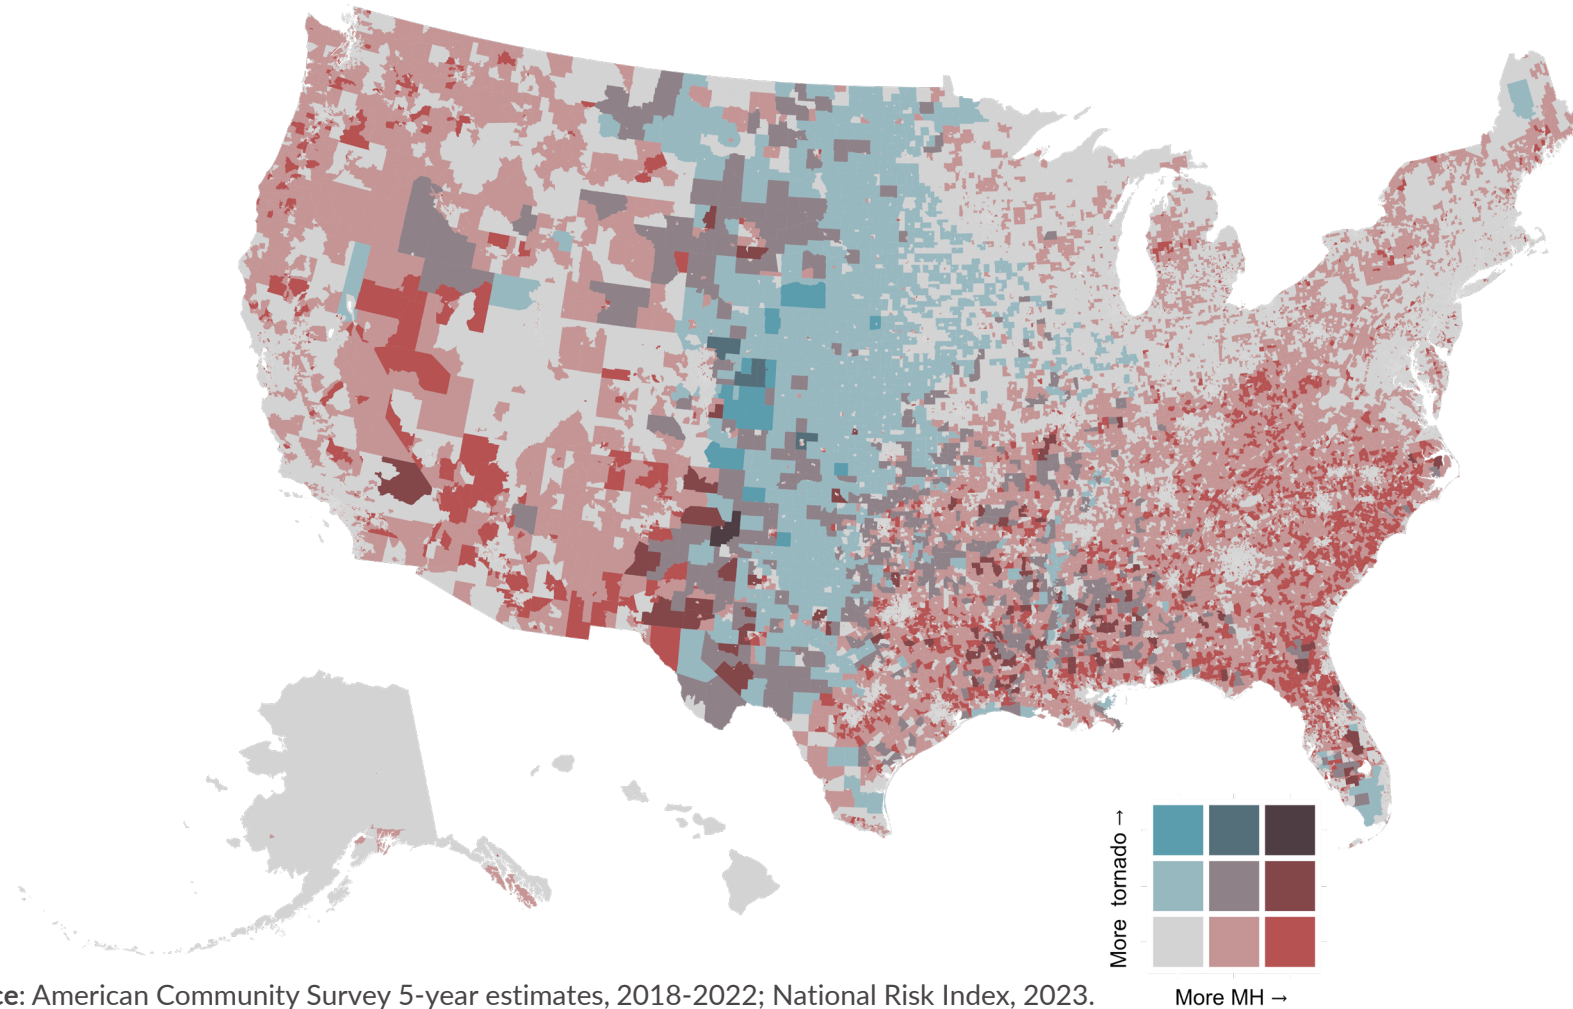 More tornado →
ce: American Community Survey 5-year estimates, 2018-2022; National Risk Index, 2023.
More MH →